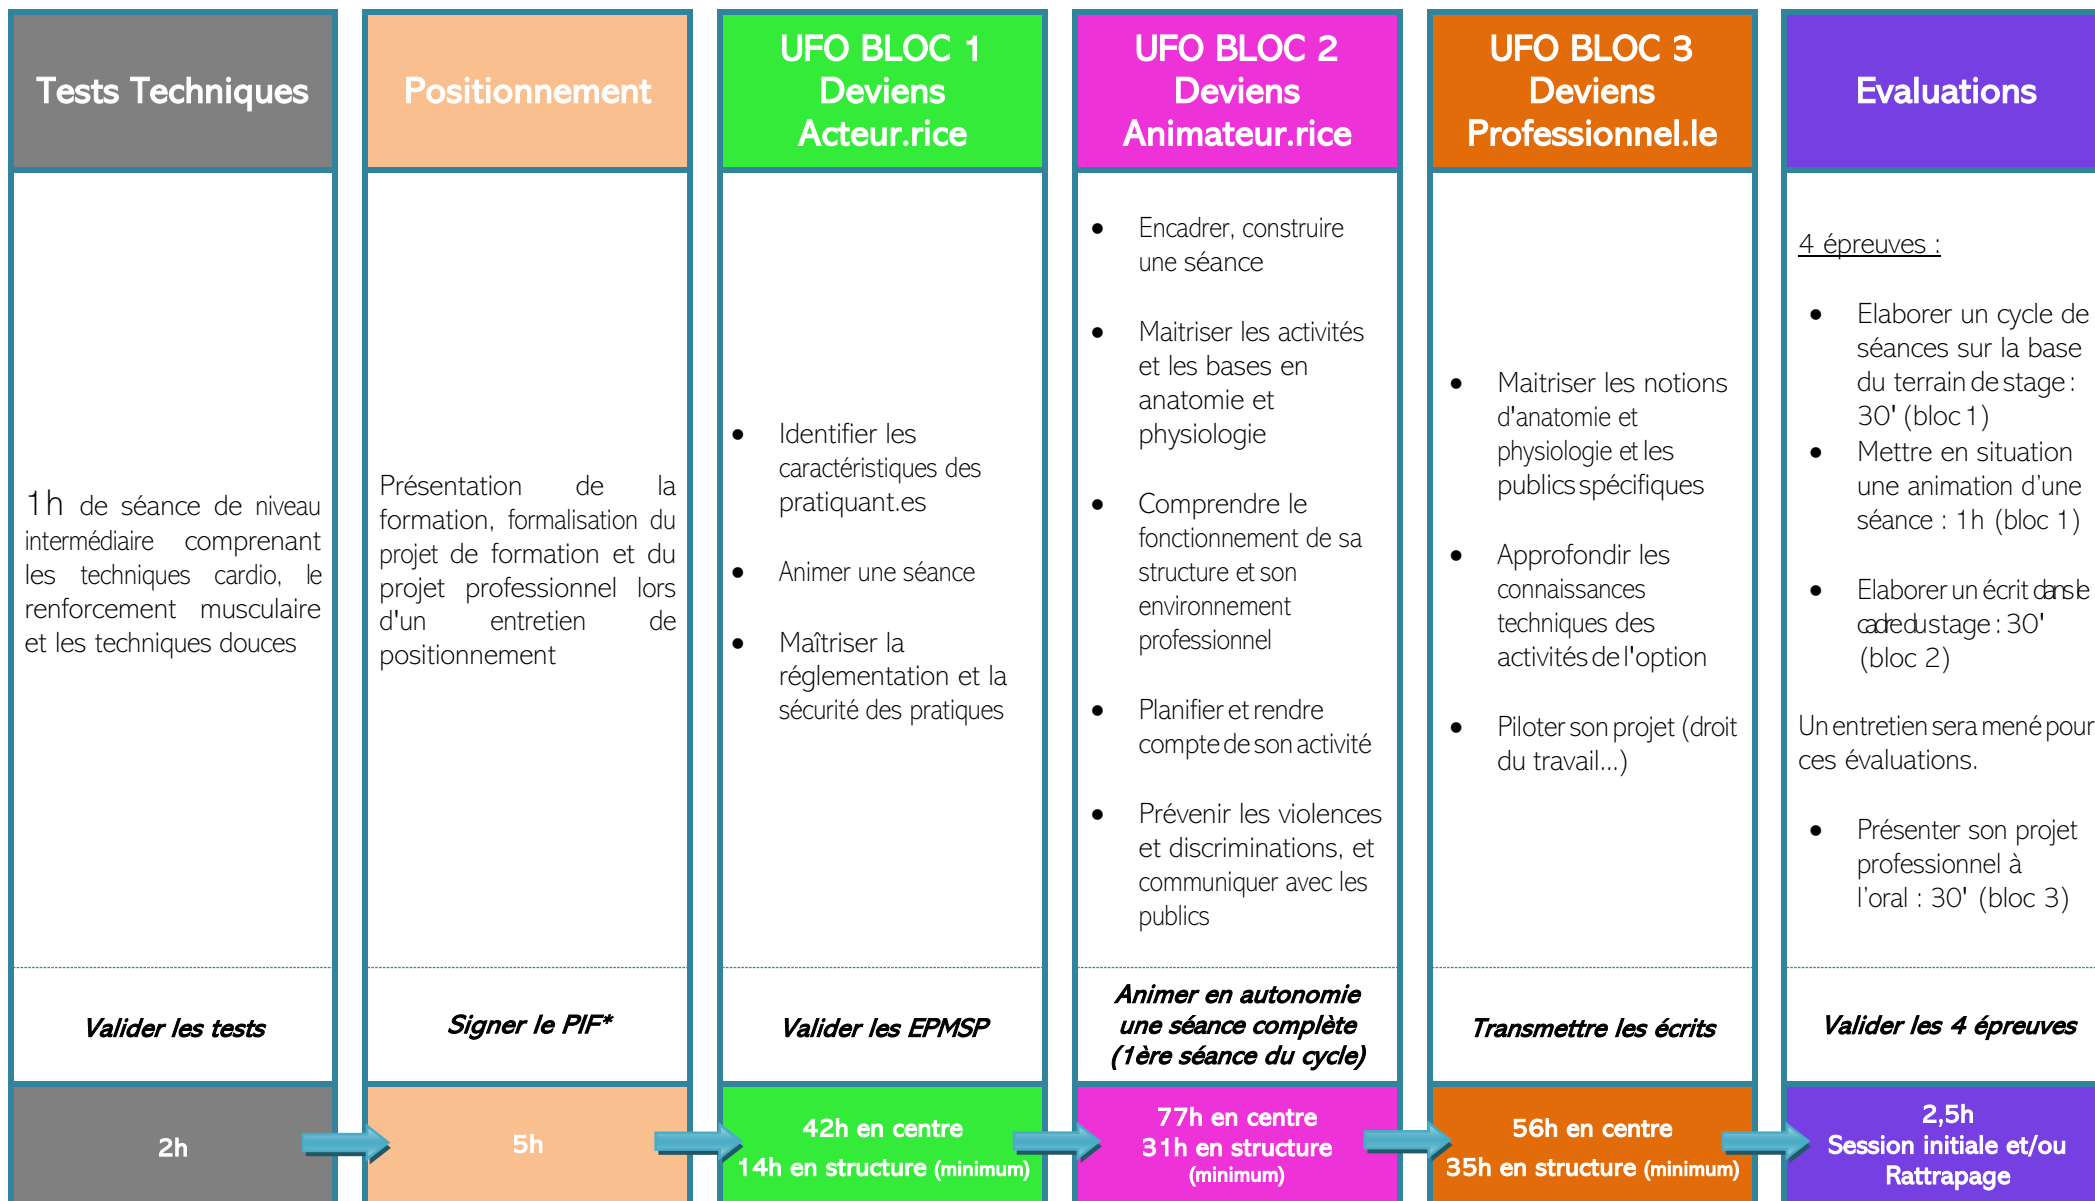 Tests Techniques
1h de séance de niveau
intermédiaire comprenant
les techniques cardio, le
renforcement musculaire
et les techniques douces
Valider les tests
2h
Positionnement
Présentation de la
formation, formalisation du
projet de formation et du
projet professionnel lors
d'un entretien de
positionnement
Signer le PIF*
5h
UFO BLOC 1
Deviens
Acteur.rice
• Identifier les
caractéristiques des
pratiquant.es
• Animer une séance
• Maîtriser la
réglementation et la
sécurité des pratiques
Valider les EPMSP
42h en centre
14h en structure (minimum)
UFO BLOC 2
Deviens
Animateur.rice
• Encadrer, construire
une séance
• Maitriser les activités
et les bases en
anatomie et
physiologie
• Comprendre le
fonctionnement de sa
structure et son
environnement
professionnel
• Planifier et rendre
compte de son activité
• Prévenir les violences
et discriminations, et
communiquer avec les
publics
Animer en autonomie
une séance complète
(1ère séance du cycle)
77h en centre
31h en structure
(minimum)
UFO BLOC 3
Deviens
Professionnel.le
• Maitriser les notions
d'anatomie et
physiologie et les
publics spécifiques
• Approfondir les
connaissances
techniques des
activités de l'option
• Piloter son projet (droit
du travail...)
Transmettre les écrits
56h en centre
35h en structure (minimum)
Evaluations
4 épreuves :
• Elaborer un cycle de
séances sur la base
du terrain de stage :
30' (bloc 1)
• Mettre en situation
une animation d’une
séance : 1h (bloc 1)
• Elaborer un écrit dans le
cadre du stage : 30'
(bloc 2)
Un entretien sera mené pour
ces évaluations.
• Présenter son projet
professionnel à
l’oral : 30' (bloc 3)
Valider les 4 épreuves
2,5h
Session initiale et/ou
Rattrapage